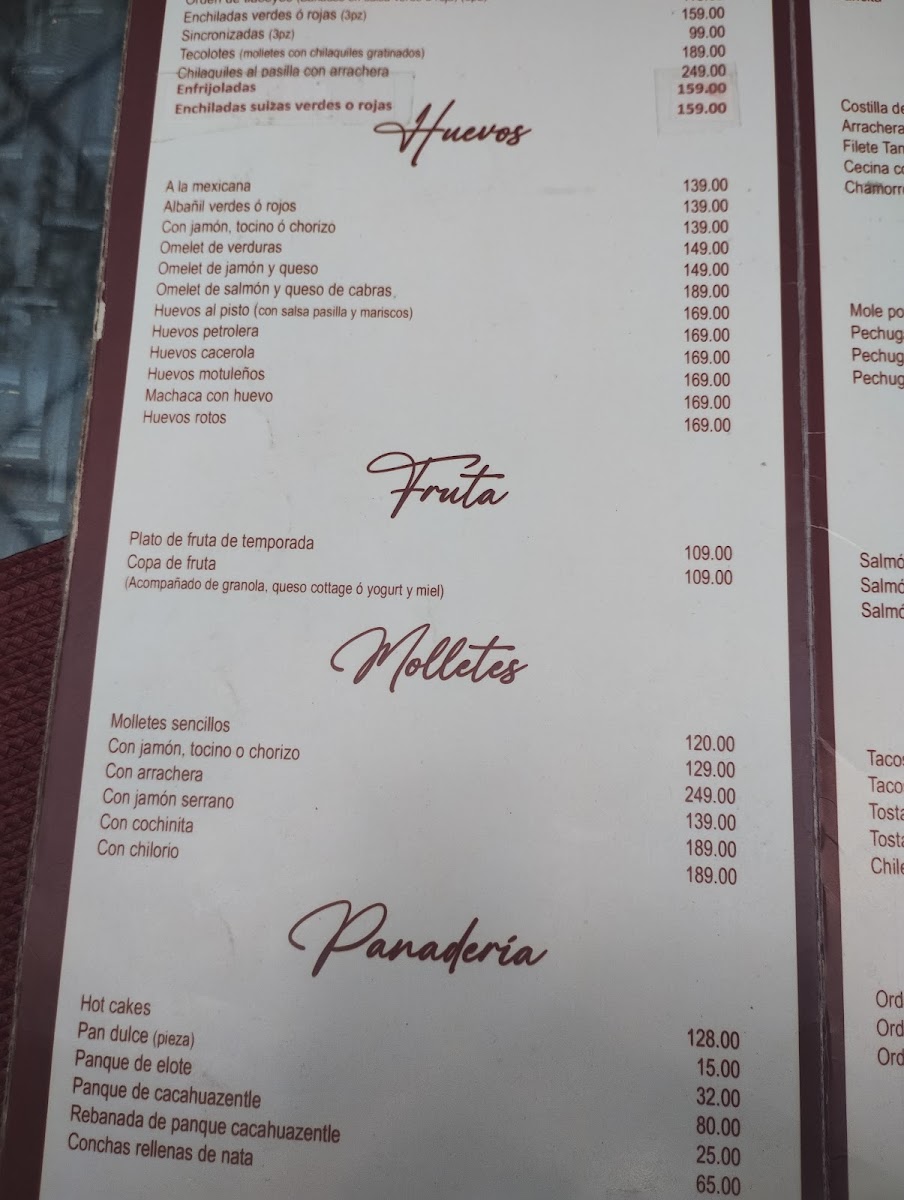 Enchiladas verdes ó rojas (3pz) 159.00
Sincronizadas (3pz) 99.00
Tecolotes (molletes con chilaquiles gratinados) 189.00
Chilaquiles al pasilla con arrachera 249.00
Enfrijoladas 159.00
Enchiladas suizas verdes o rojas 159.00
Huevos
A la mexicana 139.00
Albañil verdes ó rojos 139.00
Con jamón, tocino ó chorizo 139.00
Omelet de verduras 149.00
Omelet de jamón y queso 149.00
Omelet de salmón y queso de cabras 189.00
Huevos al pisto (con salsa pasilla y mariscos) 169.00
Huevos petrolera 169.00
Huevos cacerola 169.00
Huevos motuleños 169.00
Machaca con huevo 169.00
Huevos rotos 169.00
Fruta
Plato de fruta de temporada 109.00
Copa de fruta 109.00
(Acompañado de granola, queso cottage ó yogurt y miel)
Molletes
Molletes sencillos 120.00
Con jamón, tocino o chorizo 129.00
Con arrachera 249.00
Con jamón serrano 139.00
Con cochinita 189.00
Con chilorio 189.00
Panadería
Hot cakes 128.00
Pan dulce (pieza) 15.00
Panque de elote 32.00
Panque de cacahuazentle 80.00
Rebanada de panque cacahuazentle 25.00
Conchas rellenas de nata 65.00
Costilla de
Arrachera
Filete Tam
Cecina co
Chamorro
Mole po
Pechug
Pechug
Pechug
Salmó
Salmó
Salmó
Tacos
Taco
Tosta
Tosta
Chile
Ord
Ord
Ord